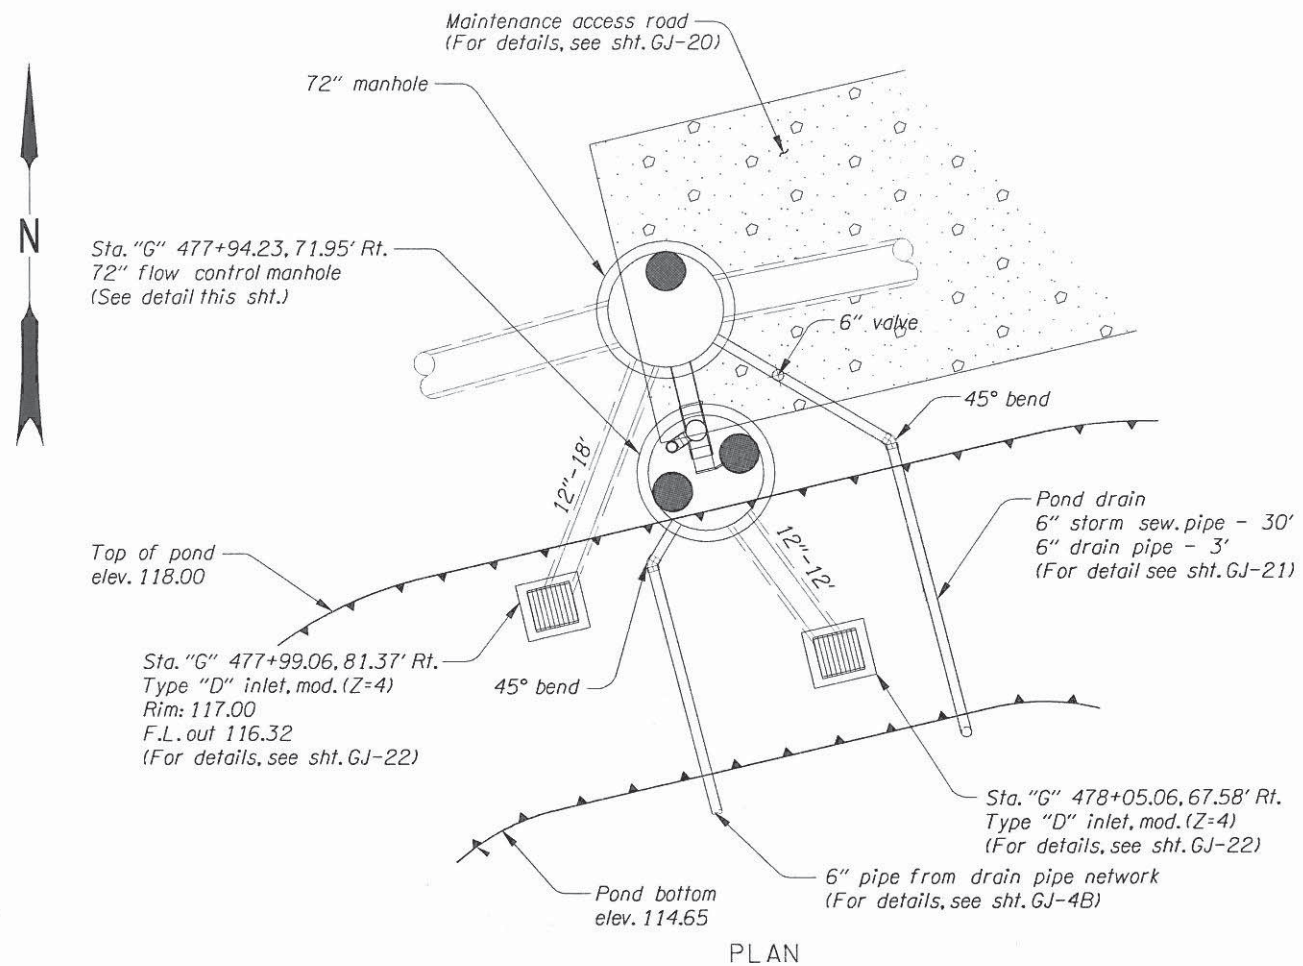 Maintenance access road
(For details, see sht. GJ-20)
72" manhole
N
Sta. "G" 477+94.23, 71.95' Rt.
72" flow control manhole
(See detail this sht.)
6" valve
45° bend
12"-18'
Pond drain
6" storm sew. pipe - 30'
6" drain pipe - 3'
(For detail see sht. GJ-21)
12"-12'
Top of pond
elev. 118.00
Sta. "G" 477+99.06, 81.37' Rt.
Type "D" inlet, mod. (Z=4)
Rim: 117.00
F.L. out 116.32
(For details, see sht. GJ-22)
45° bend
Sta. "G" 478+05.06, 67.58' Rt.
Type "D" inlet, mod. (Z=4)
(For details, see sht. GJ-22)
6" pipe from drain pipe network
(For details, see sht. GJ-4B)
Pond bottom
elev. 114.65
PLAN